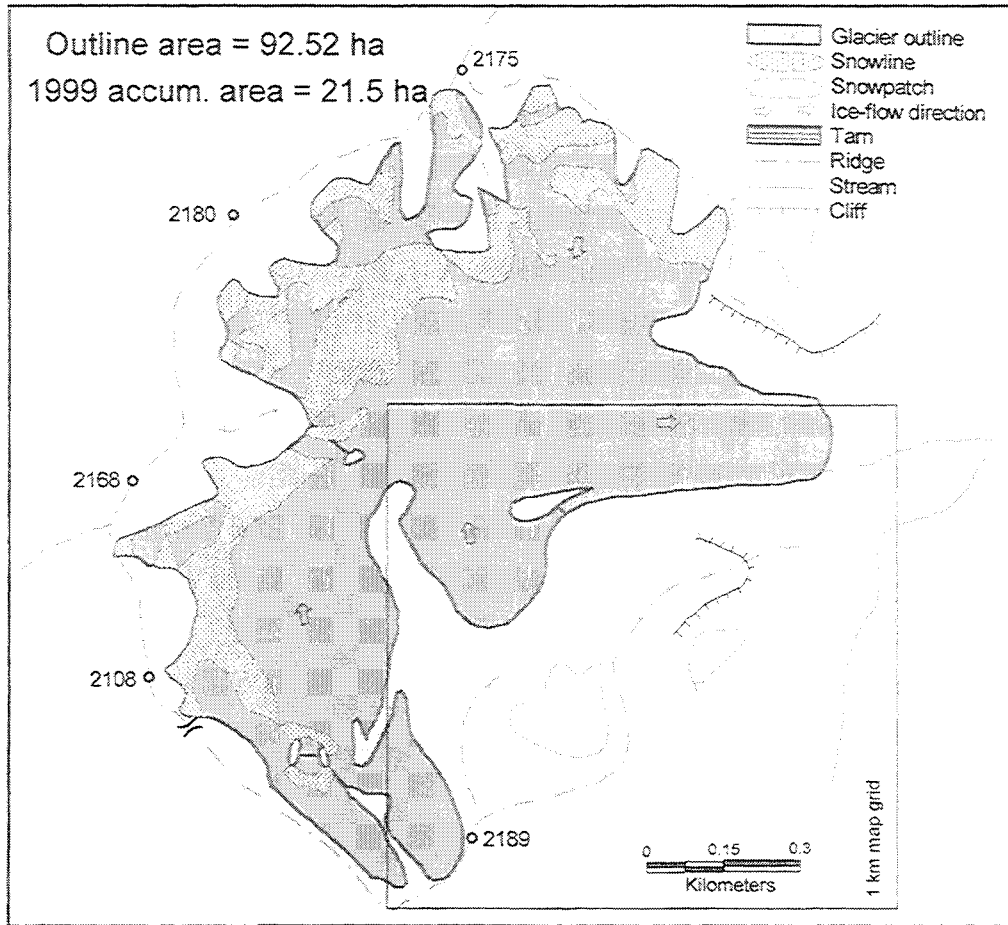 Outline area = 92.52 ha
1999 accum. area = 21.5 ha
Glacier outline
Snowline
Snowpatch
Ice-flow direction
Tarn
Ridge
Stream
Cliff
2175
2180
2168
2108
2189
0 0.15 0.3
Kilometers
1 km map grid